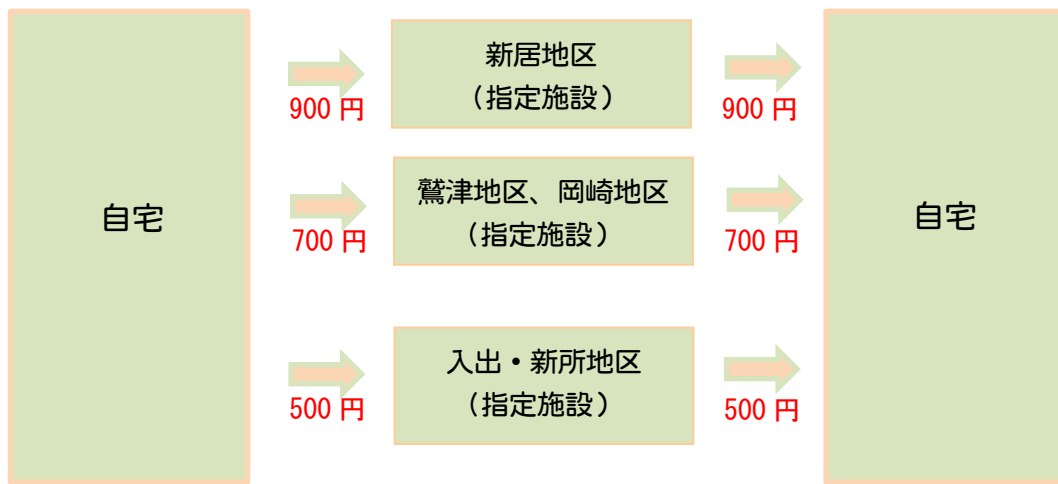 自宅
900 円
新居地区
（指定施設）
900 円
700 円
鷲津地区、岡崎地区
（指定施設）
700 円
500 円
入出・新所地区
（指定施設）
500 円
自宅